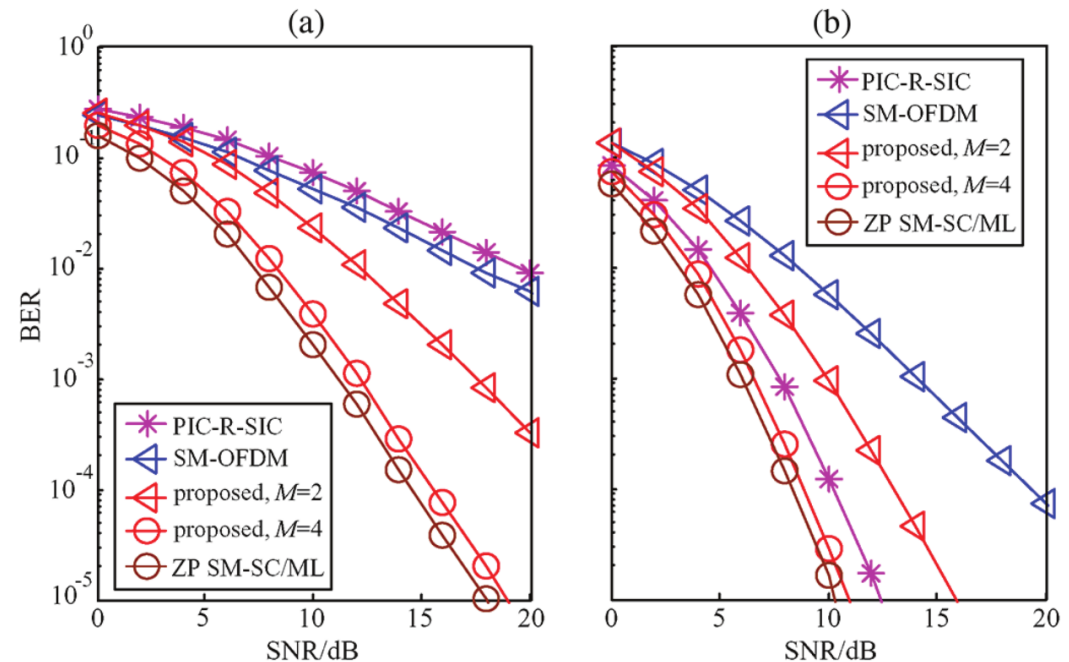 (a)
(b)
10^0
10^-1
10^-2
10^-3
10^-4
10^-5
BER
PIC-R-SIC
SM-OFDM
proposed, M=2
proposed, M=4
ZP SM-SC/ML
0
5
10
15
20
SNR/dB
PIC-R-SIC
SM-OFDM
proposed, M=2
proposed, M=4
ZP SM-SC/ML
0
5
10
15
20
SNR/dB